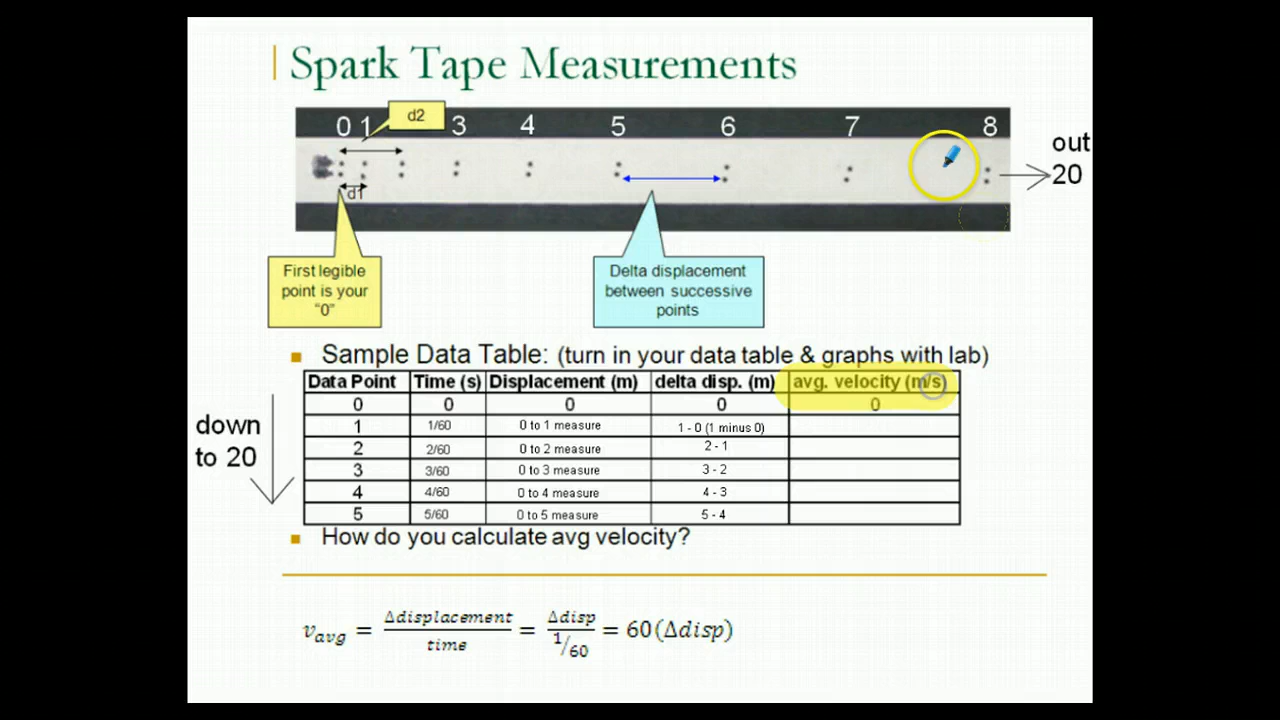 Spark Tape Measurements
d2
0 1 3 4 5 6 7 8
out
20
d1
First legible
point is your
"0"
Delta displacement
between successive
points
Sample Data Table: (turn in your data table & graphs with lab)
down
to 20
Data Point Time (s) Displacement (m) delta disp. (m) avg. velocity (m/s)
0 0 0 0 0
1 1/60 0 to 1 measure 1 - 0 (1 minus 0)
2 2/60 0 to 2 measure 2 - 1
3 3/60 0 to 3 measure 3 - 2
4 4/60 0 to 4 measure 4 - 3
5 5/60 0 to 5 measure 5 - 4
How do you calculate avg velocity?
v_avg = Δdisplacement/time = Δdisp/(1/60) = 60(Δdisp)